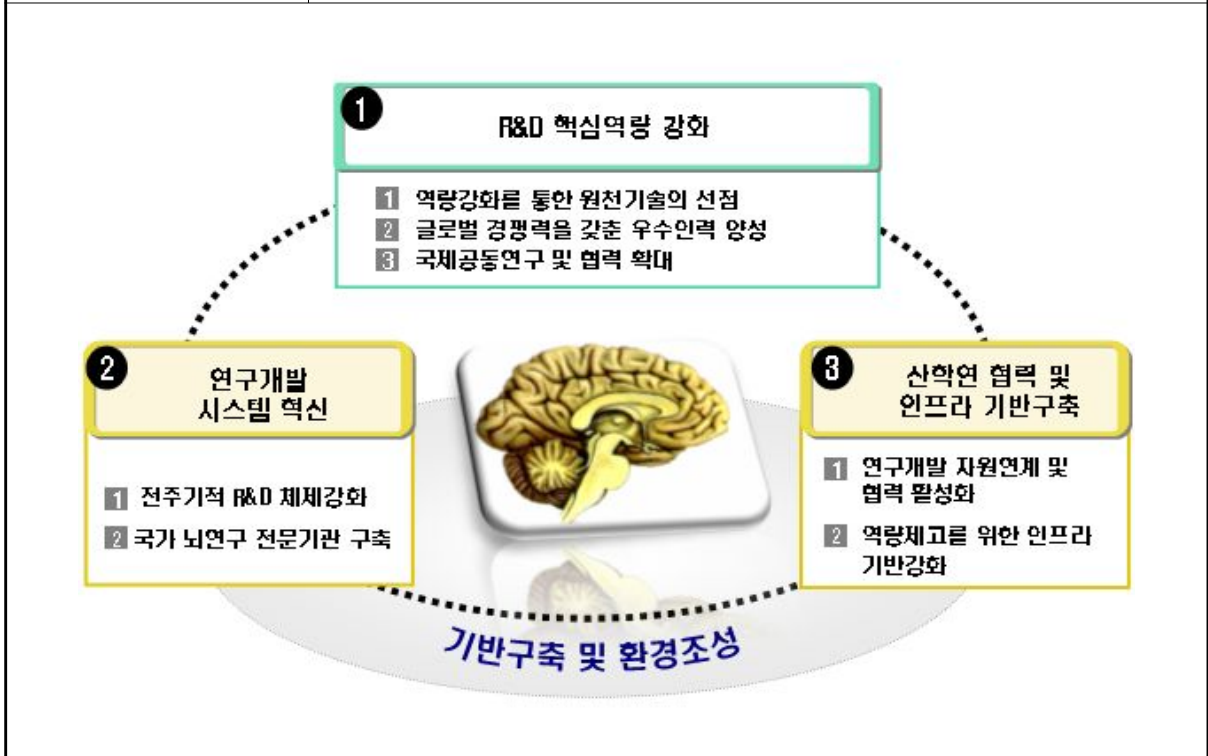 1
R&D 핵심역량 강화
1 역량강화를 통한 원천기술의 선점
2 글로벌 경쟁력을 갖춘 우수인력 양성
3 국제공동연구 및 협력 확대
2
연구개발
시스템 혁신
1 전주기적 R&D 체제강화
2 국가 뇌연구 전문기관 구축
3
산학연 협력 및
인프라 기반구축
1 연구개발 자원연계 및
협력 활성화
2 역량제고를 위한 인프라
기반강화
기반구축 및 환경조성